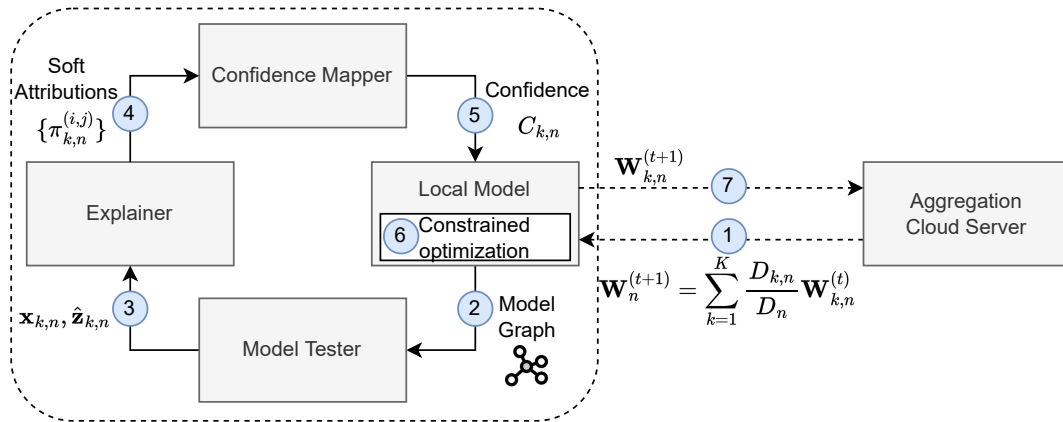 Soft
Attributions
{π_{k,n}^{(i,j)}}
4
Confidence Mapper
5
Confidence
C_{k,n}
Explainer
Local Model
6
Constrained
optimization
W_{k,n}^{(t+1)}
7
1
Aggregation
Cloud Server
W_n^{(t+1)} = \sum_{k=1}^{K} \frac{D_{k,n}}{D_n} W_{k,n}^{(t)}
x_{k,n}, ẑ_{k,n}
3
Model Tester
2
Model
Graph